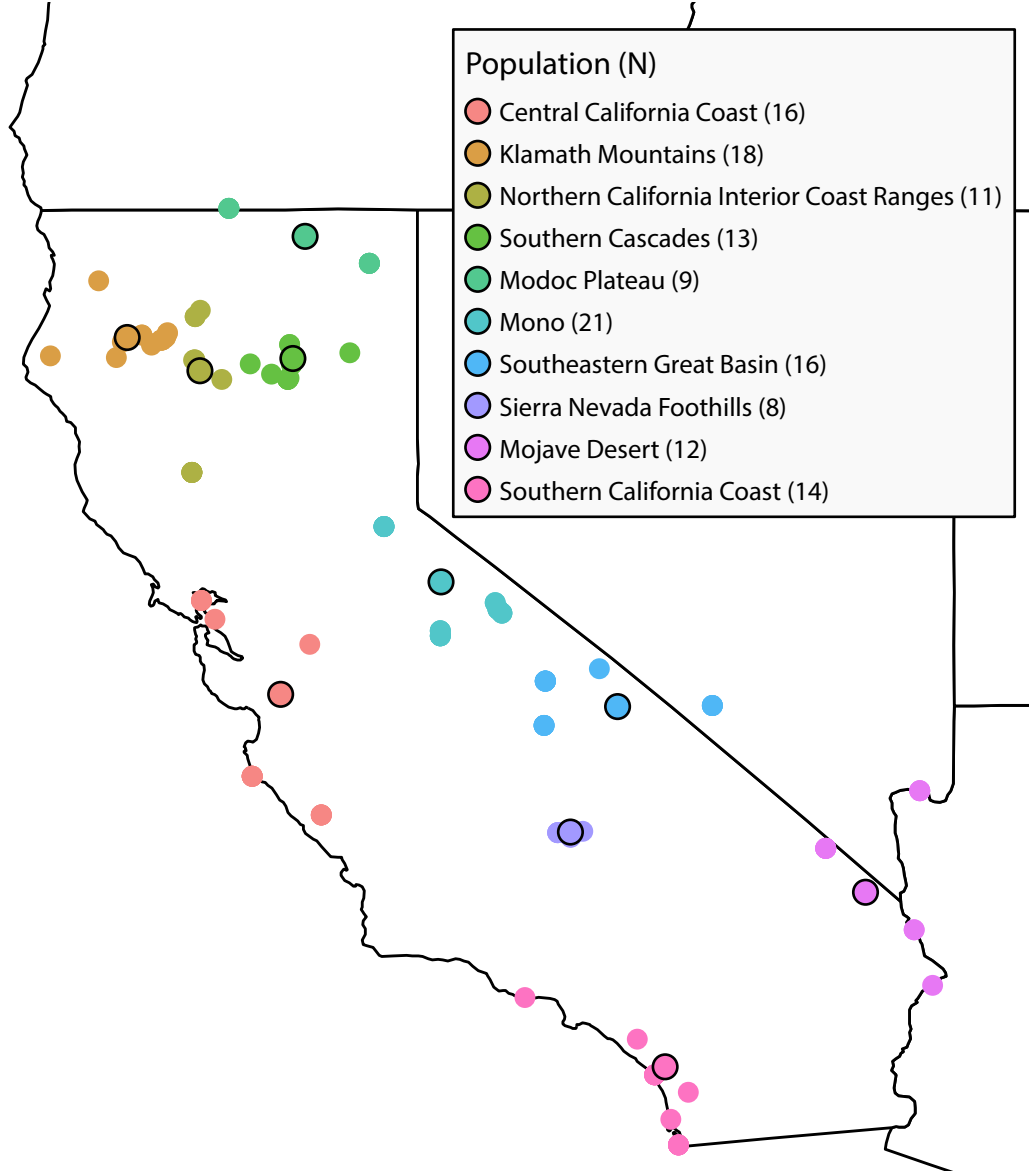 Population (N)
Central California Coast (16)
Klamath Mountains (18)
Northern California Interior Coast Ranges (11)
Southern Cascades (13)
Modoc Plateau (9)
Mono (21)
Southeastern Great Basin (16)
Sierra Nevada Foothills (8)
Mojave Desert (12)
Southern California Coast (14)